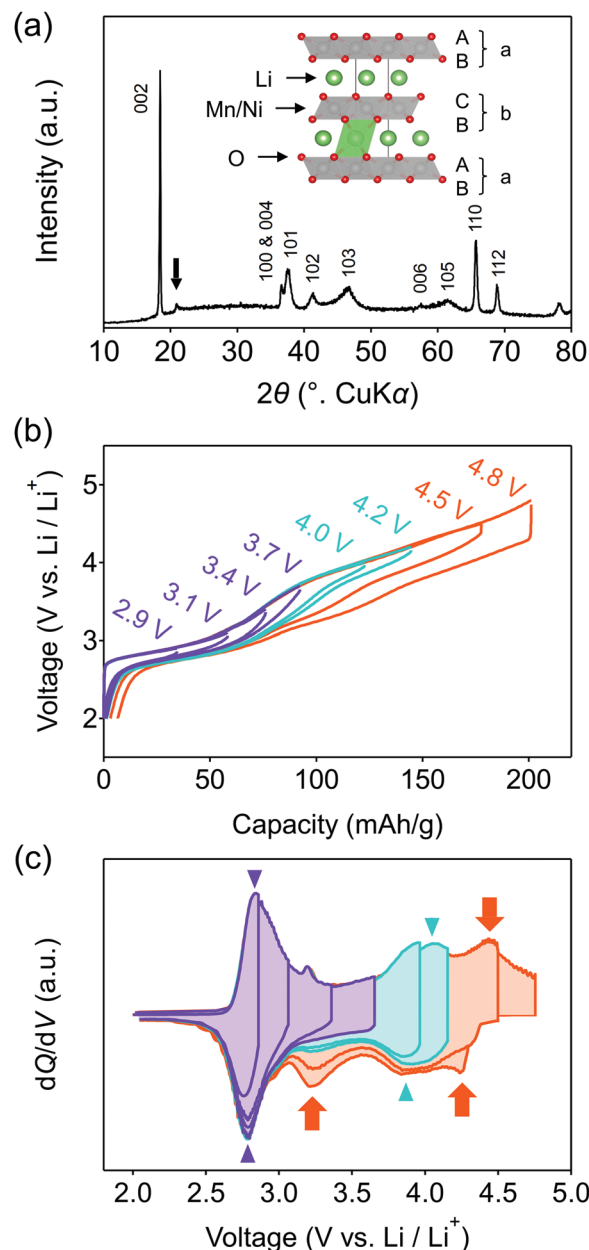 (a)
Intensity (a.u.)
002
100 & 004
101
102
103
006
105
110
112
Li
Mn/Ni
O
A
B
a
C
B
b
A
B
a
10 20 30 40 50 60 70 80
2θ (°. CuKα)
(b)
Voltage (V vs. Li / Li⁺)
5
4
3
2
2.9 V
3.1 V
3.4 V
3.7 V
4.0 V
4.2 V
4.5 V
4.8 V
0 50 100 150 200
Capacity (mAh/g)
(c)
dQ/dV (a.u.)
2.0 2.5 3.0 3.5 4.0 4.5 5.0
Voltage (V vs. Li / Li⁺)